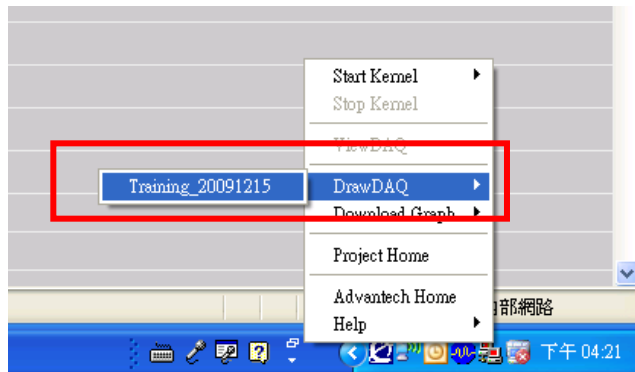 Start Kernel
Stop Kernel
ViewDAQ
Training_20091215
DrawDAQ
Download Graph
Project Home
Advantech Home
Help
部網路
下午 04:21